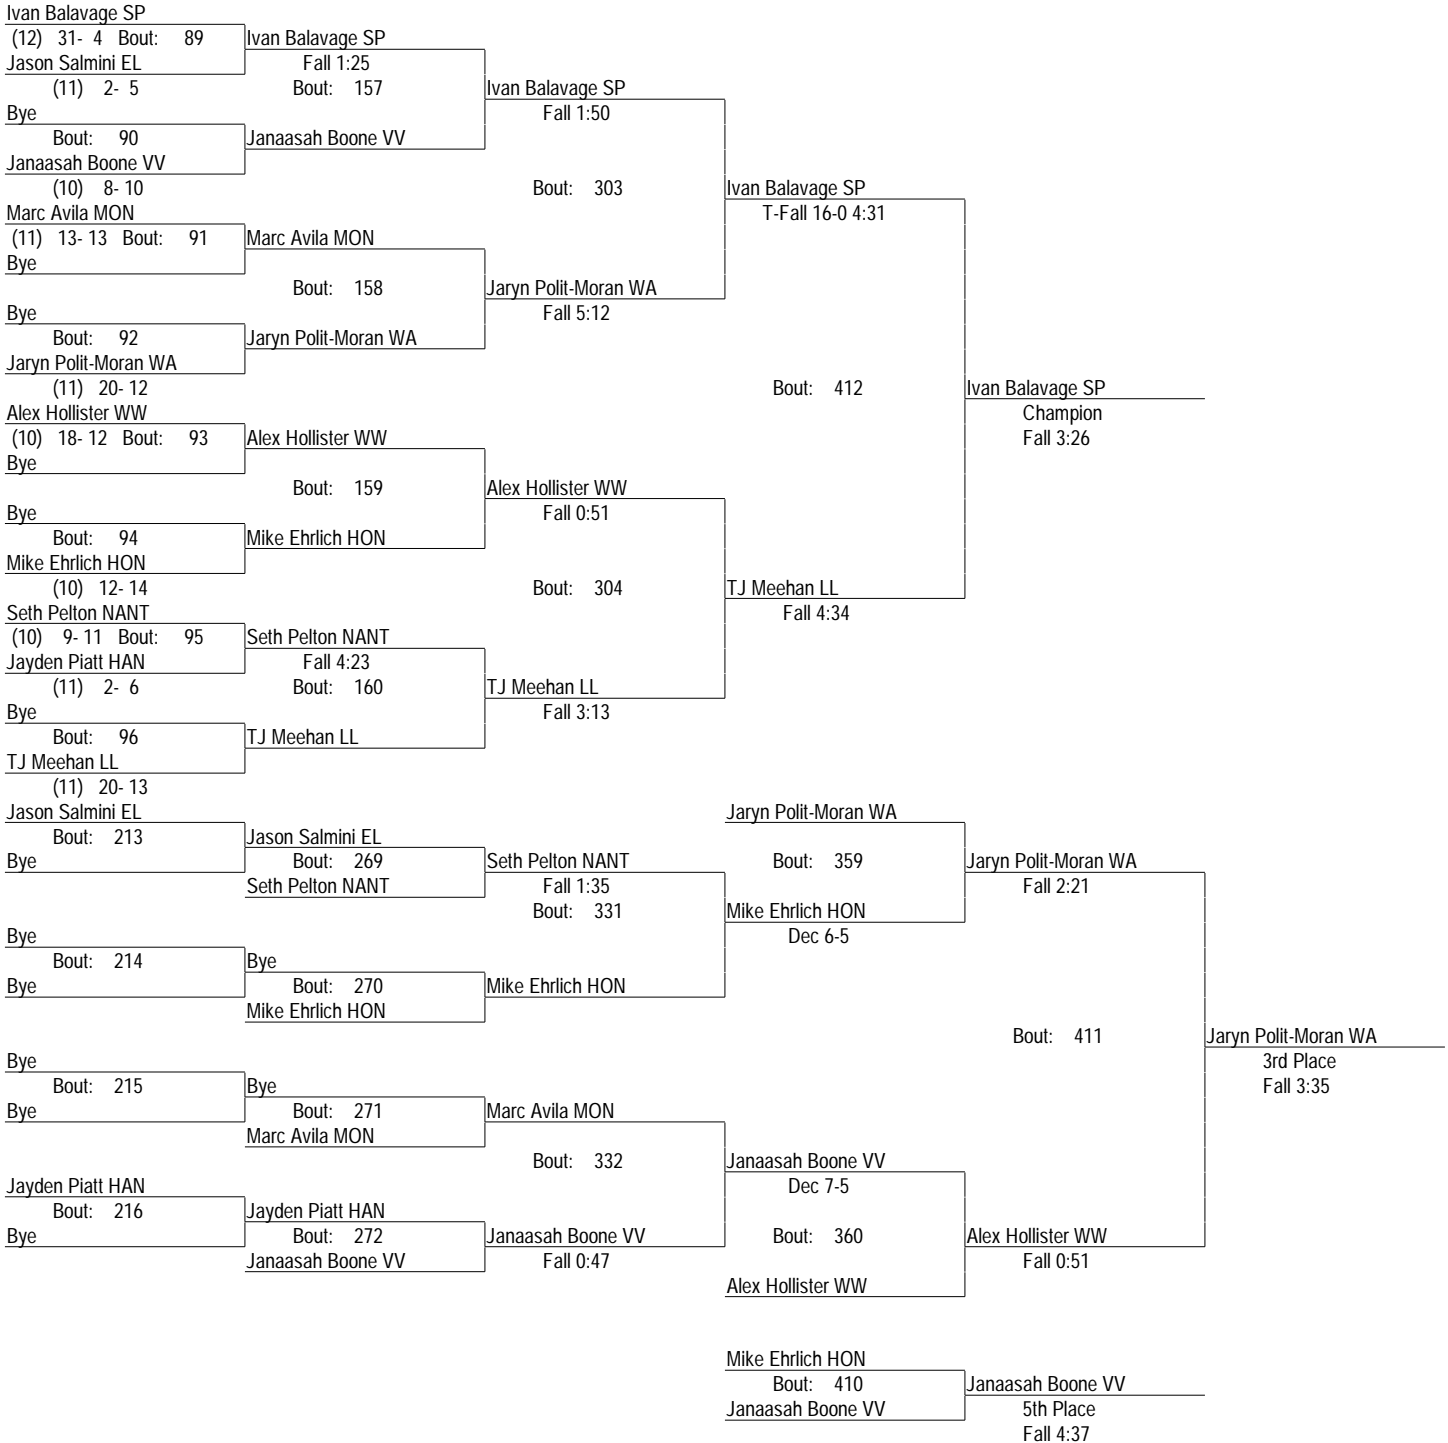 Ivan Balavage SP
(12) 31- 4 Bout: 89 Ivan Balavage SP
Jason Salmini EL Fall 1:25
(11) 2- 5 Bout: 157 Ivan Balavage SP
Bye Fall 1:50
Bout: 90 Janaasah Boone VV
Janaasah Boone VV
(10) 8- 10 Bout: 303 Ivan Balavage SP
Marc Avila MON T-Fall 16-0 4:31
(11) 13- 13 Bout: 91 Marc Avila MON
Bye
Bout: 158 Jaryn Polit-Moran WA
Bye Fall 5:12
Bout: 92 Jaryn Polit-Moran WA
Jaryn Polit-Moran WA
(11) 20- 12 Bout: 412 Ivan Balavage SP
Alex Hollister WW Champion
(10) 18- 12 Bout: 93 Alex Hollister WW Fall 3:26
Bye
Bout: 159 Alex Hollister WW
Bye Fall 0:51
Bout: 94 Mike Ehrlich HON
Mike Ehrlich HON
(10) 12- 14 Bout: 304 TJ Meehan LL
Seth Pelton NANT Fall 4:34
(10) 9- 11 Bout: 95 Seth Pelton NANT
Jayden Piatt HAN Fall 4:23
(11) 2- 6 Bout: 160 TJ Meehan LL
Bye Fall 3:13
Bout: 96 TJ Meehan LL
TJ Meehan LL
(11) 20- 13
Jason Salmini EL Jaryn Polit-Moran WA
Bout: 213 Jason Salmini EL
Bye Bout: 269 Seth Pelton NANT Bout: 359 Jaryn Polit-Moran WA
Seth Pelton NANT Fall 1:35 Fall 2:21
Bout: 331 Mike Ehrlich HON
Bye Dec 6-5
Bout: 214 Bye
Bye Bout: 270 Mike Ehrlich HON
Mike Ehrlich HON
Bout: 411 Jaryn Polit-Moran WA
Bye 3rd Place
Bout: 215 Bye Fall 3:35
Bye Bout: 271 Marc Avila MON
Marc Avila MON
Bout: 332 Janaasah Boone VV
Jayden Piatt HAN Dec 7-5
Bout: 216 Jayden Piatt HAN
Bye Bout: 272 Janaasah Boone VV Bout: 360 Alex Hollister WW
Janaasah Boone VV Fall 0:47 Fall 0:51
Alex Hollister WW
Mike Ehrlich HON
Bout: 410 Janaasah Boone VV
Janaasah Boone VV 5th Place
Fall 4:37